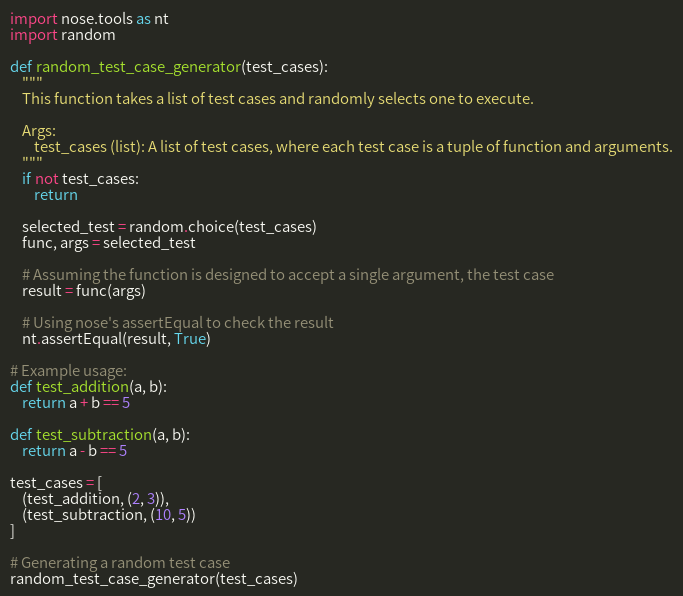 import nose.tools as nt
import random
def random_test_case_generator(test_cases):
"""
This function takes a list of test cases and randomly selects one to execute.
Args:
test_cases (list): A list of test cases, where each test case is a tuple of function and arguments.
"""
if not test_cases:
return
selected_test = random.choice(test_cases)
func, args = selected_test
# Assuming the function is designed to accept a single argument, the test case
result = func(args)
# Using nose's assertEqual to check the result
nt.assertEqual(result, True)
# Example usage:
def test_addition(a, b):
return a + b == 5
def test_subtraction(a, b):
return a - b == 5
test_cases = [
(test_addition, (2, 3)),
(test_subtraction, (10, 5))
]
# Generating a random test case
random_test_case_generator(test_cases)